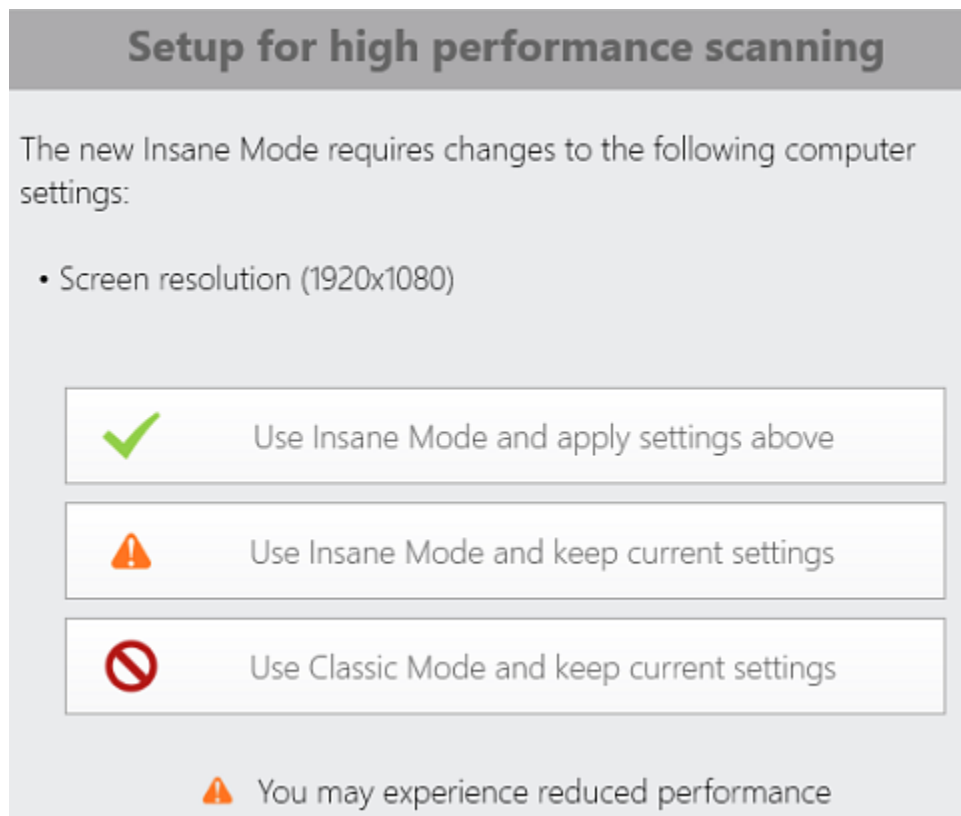 Setup for high performance scanning
The new Insane Mode requires changes to the following computer
settings:
• Screen resolution (1920x1080)
Use Insane Mode and apply settings above
Use Insane Mode and keep current settings
Use Classic Mode and keep current settings
You may experience reduced performance